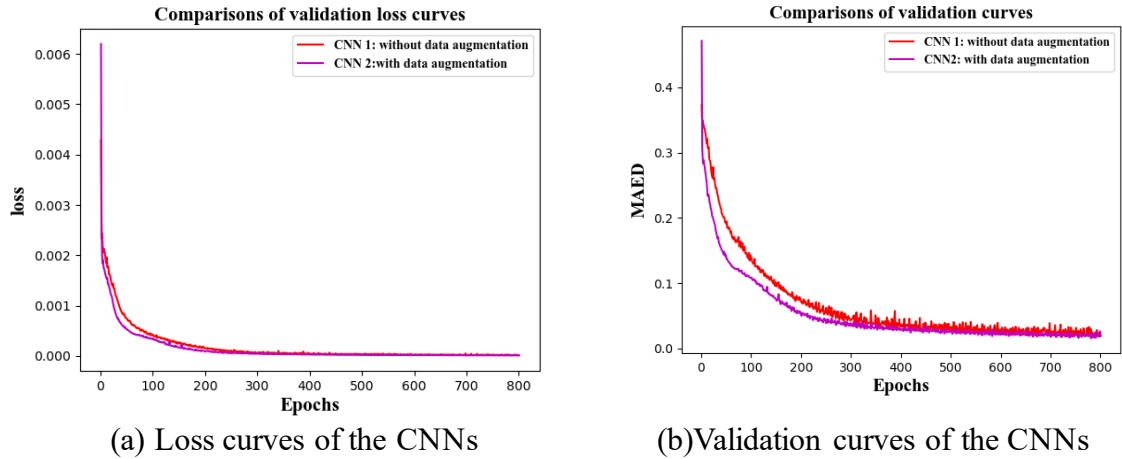 Comparisons of validation loss curves
CNN 1: without data augmentation
CNN 2:with data augmentation
0.006
0.005
0.004
0.003
0.002
0.001
0.000
loss
0 100 200 300 400 500 600 700 800
Epochs
(a) Loss curves of the CNNs
Comparisons of validation curves
CNN 1: without data augmentation
CNN2: with data augmentation
0.4
0.3
0.2
0.1
0.0
MAED
0 100 200 300 400 500 600 700 800
Epochs
(b)Validation curves of the CNNs